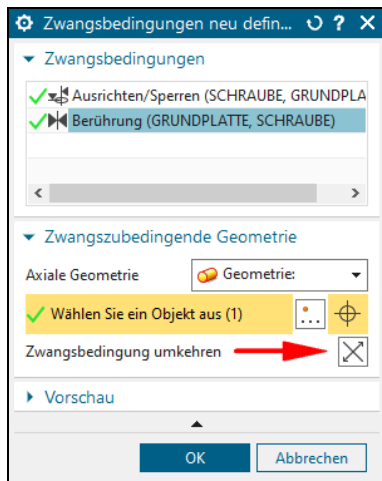 Zwangsbedingungen neu defin... ?
Zwangsbedingungen
Ausrichten/Sperren (SCHRAUBE, GRUNDPLA
Berührung (GRUNDPLATTE, SCHRAUBE)
Zwangszubedingende Geometrie
Axiale Geometrie Geometrie:
Wählen Sie ein Objekt aus (1)
Zwangsbedingung umkehren
Vorschau
OK Abbrechen